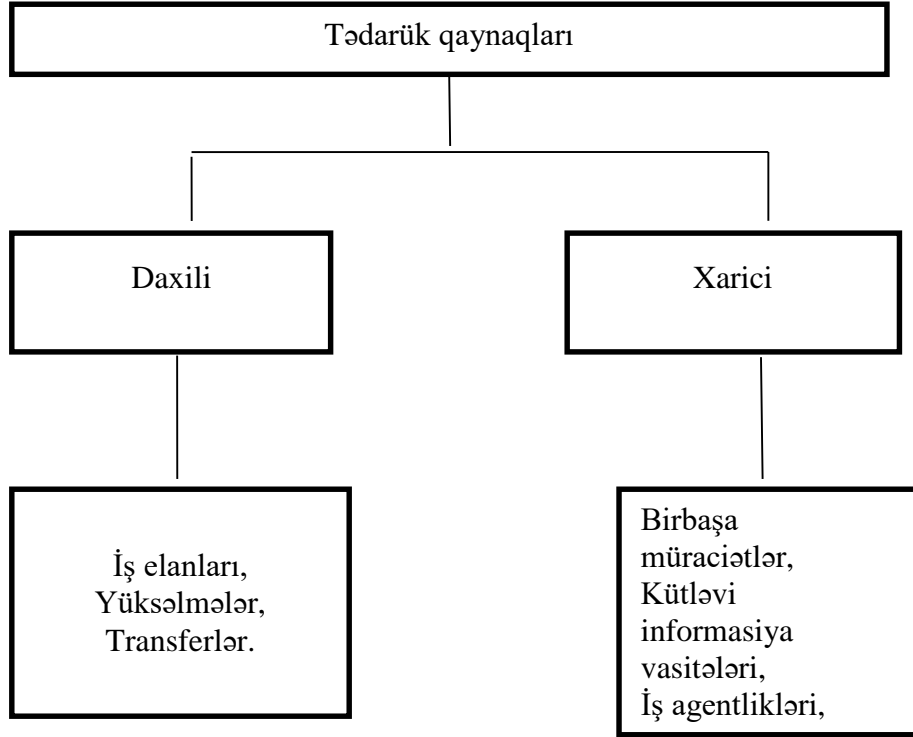 Tədarük qaynaqları
Daxili
Xarici
İş elanları,
Yüksəlmələr,
Transferlər.
Birbaşa
müraciətlər,
Kütləvi
informasiya
vasitələri,
İş agentlikləri,